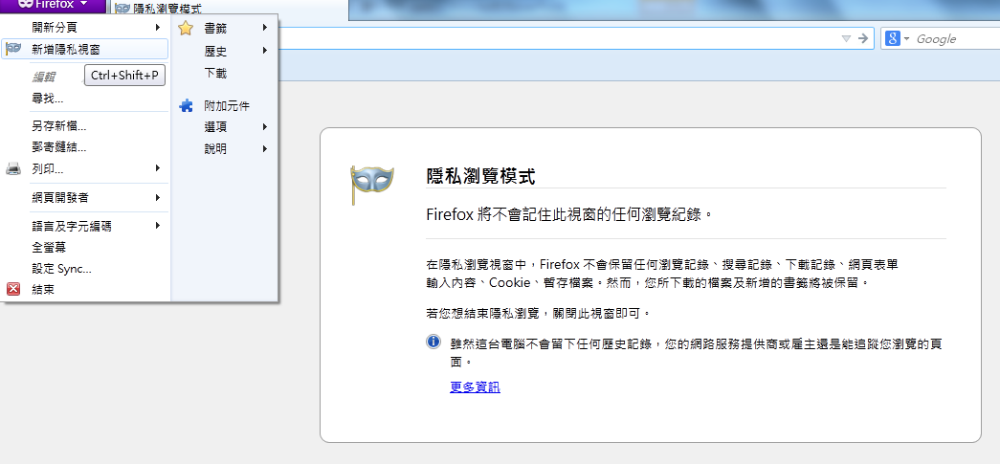 Firefox
隱私瀏覽模式
開新分頁
新增隱私視窗
Ctrl+Shift+P
編輯
尋找...
另存新檔...
郵寄鏈結...
列印...
網頁開發者
語言及字元編碼
全螢幕
設定 Sync...
結束
書籤
歷史
下載
附加元件
選項
說明
Google
隱私瀏覽模式
Firefox 將不會記住此視窗的任何瀏覽紀錄。
在隱私瀏覽視窗中，Firefox 不會保留任何瀏覽記錄、搜尋記錄、下載記錄、網頁表單
輸入內容、Cookie、暫存檔案。然而，您所下載的檔案及新增的書籤將被保留。
若您想結束隱私瀏覽，關閉此視窗即可。
雖然這台電腦不會留下任何歷史記錄，您的網路服務提供商或雇主還是能追蹤您瀏覽的頁
面。
更多資訊